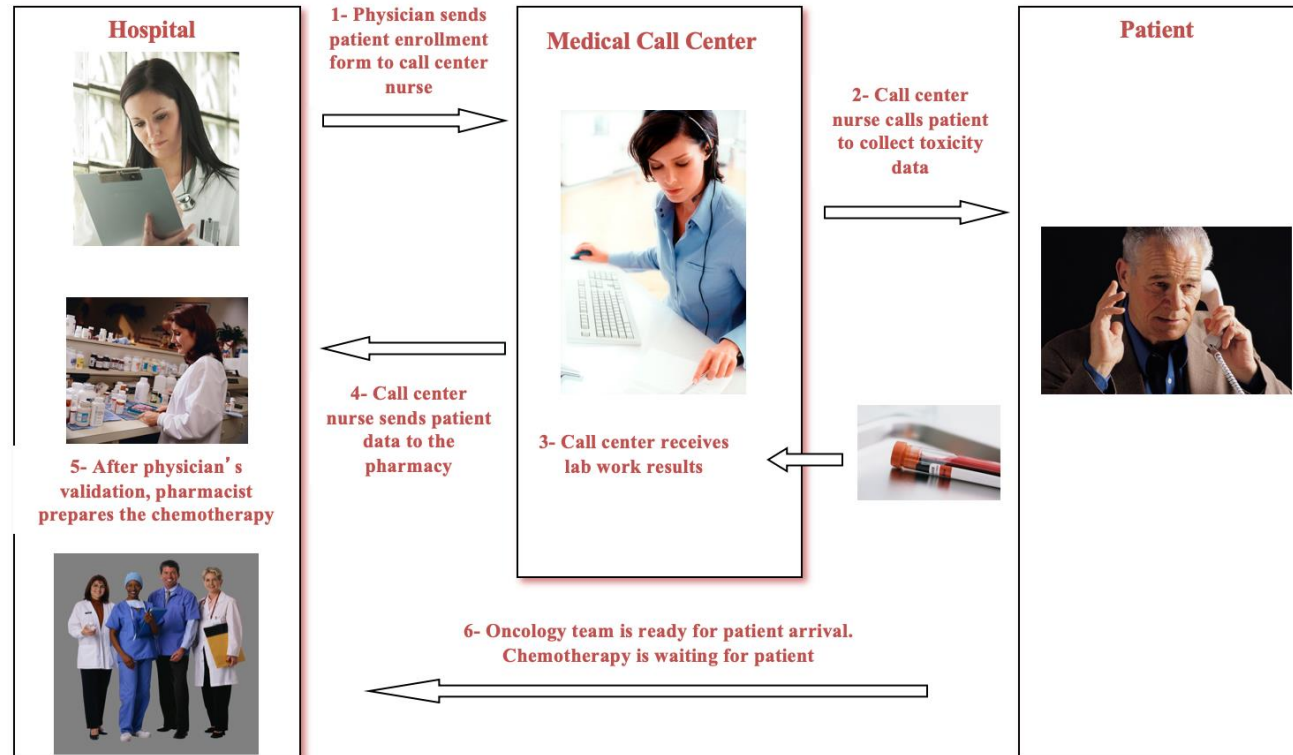 Hospital
1- Physician sends
patient enrollment
form to call center
nurse
Medical Call Center
Patient
2- Call center
nurse calls patient
to collect toxicity
data
3- Call center receives
lab work results
4- Call center
nurse sends patient
data to the
pharmacy
5- After physician’s
validation, pharmacist
prepares the chemotherapy
6- Oncology team is ready for patient arrival.
Chemotherapy is waiting for patient